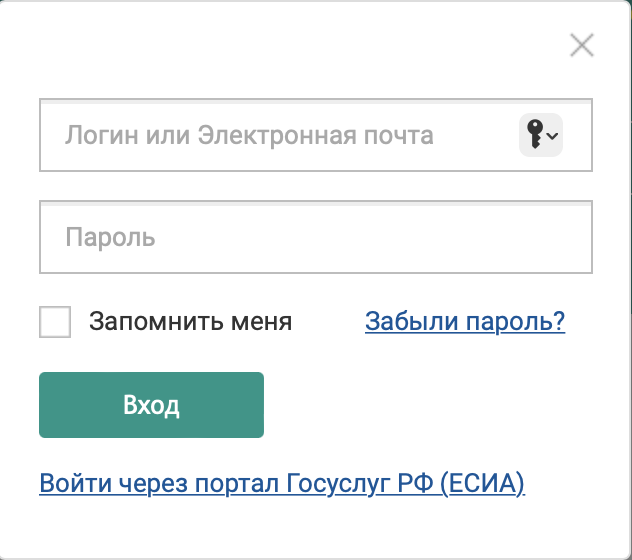 Логин или Электронная почта
Пароль
Запомнить меня
Забыли пароль?
Вход
Войти через портал Госуслуг РФ (ЕСИА)